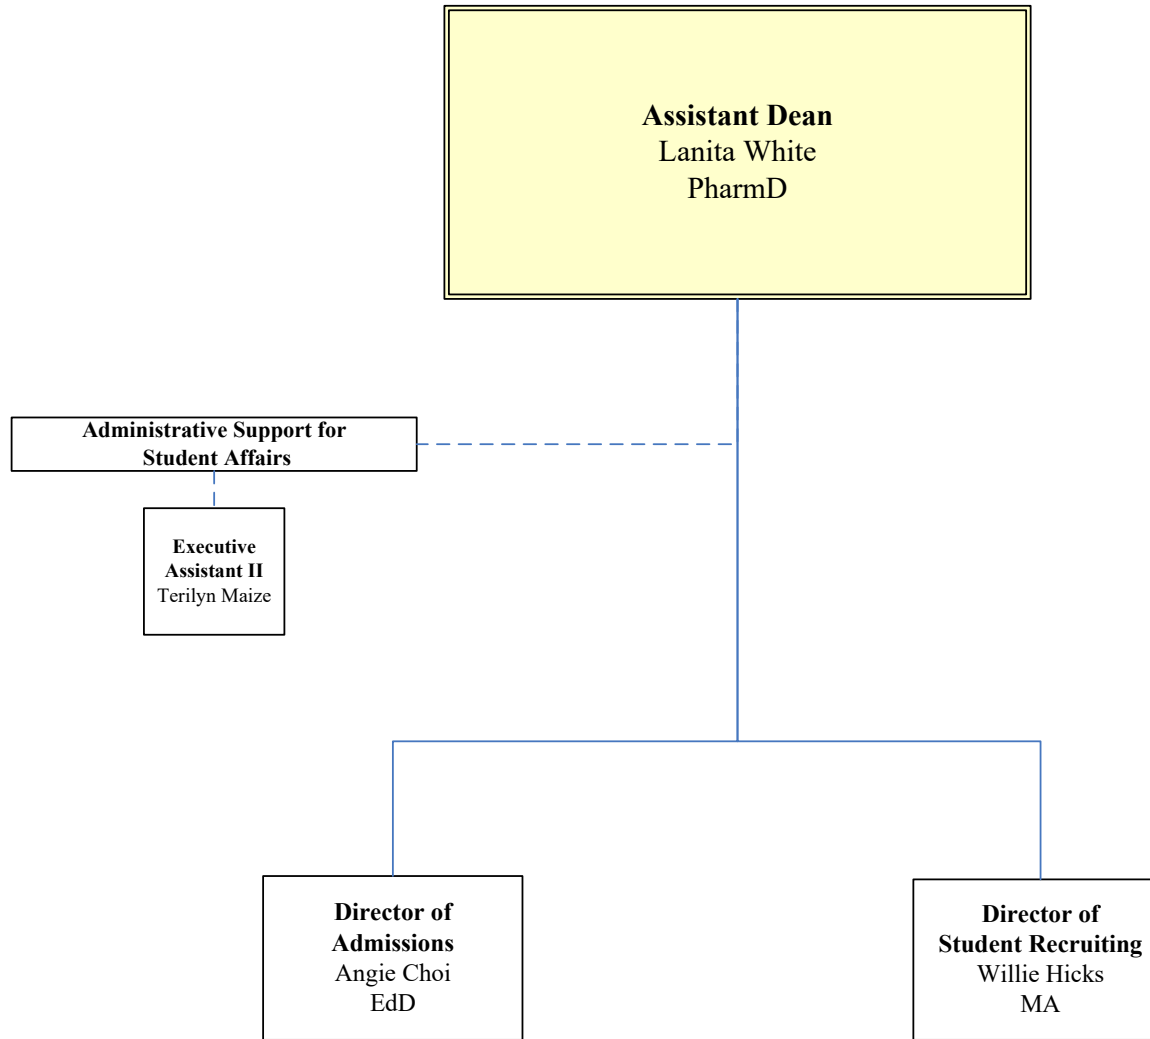 Assistant Dean
Lanita White
PharmD
Administrative Support for
Student Affairs
Executive
Assistant II
Terilyn Maize
Director of
Admissions
Angie Choi
EdD
Director of
Student Recruiting
Willie Hicks
MA